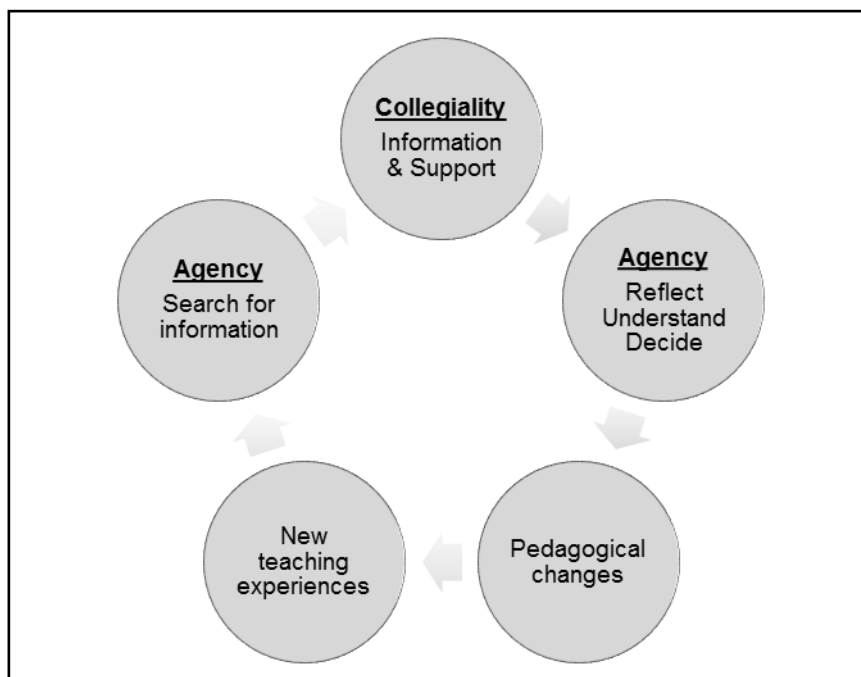 Collegiality
Information
& Support
Agency
Reflect
Understand
Decide
Pedagogical
changes
New
teaching
experiences
Agency
Search for
information